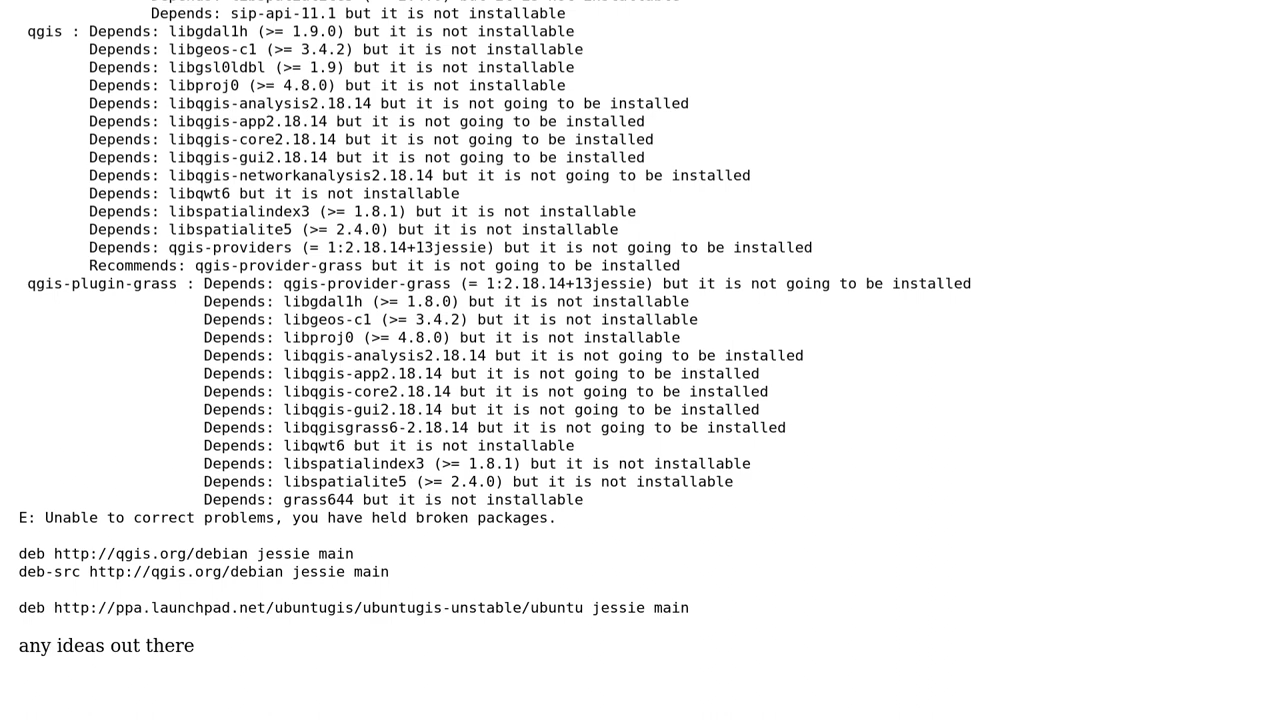 Depends: sip-api-11.1 but it is not installable
qgis : Depends: libgdal1h (>= 1.9.0) but it is not installable
Depends: libgeos-c1 (>= 3.4.2) but it is not installable
Depends: libgsl0ldbl (>= 1.9) but it is not installable
Depends: libproj0 (>= 4.8.0) but it is not installable
Depends: libqgis-analysis2.18.14 but it is not going to be installed
Depends: libqgis-app2.18.14 but it is not going to be installed
Depends: libqgis-core2.18.14 but it is not going to be installed
Depends: libqgis-gui2.18.14 but it is not going to be installed
Depends: libqgis-networkanalysis2.18.14 but it is not going to be installed
Depends: libqwt6 but it is not installable
Depends: libspatialindex3 (>= 1.8.1) but it is not installable
Depends: libspatialite5 (>= 2.4.0) but it is not installable
Depends: qgis-providers (= 1:2.18.14+13jessie) but it is not going to be installed
Recommends: qgis-provider-grass but it is not going to be installed
qgis-plugin-grass : Depends: qgis-provider-grass (= 1:2.18.14+13jessie) but it is not going to be installed
Depends: libgdal1h (>= 1.8.0) but it is not installable
Depends: libgeos-c1 (>= 3.4.2) but it is not installable
Depends: libproj0 (>= 4.8.0) but it is not installable
Depends: libqgis-analysis2.18.14 but it is not going to be installed
Depends: libqgis-app2.18.14 but it is not going to be installed
Depends: libqgis-core2.18.14 but it is not going to be installed
Depends: libqgis-gui2.18.14 but it is not going to be installed
Depends: libqgisgrass6-2.18.14 but it is not going to be installed
Depends: libqwt6 but it is not installable
Depends: libspatialindex3 (>= 1.8.1) but it is not installable
Depends: libspatialite5 (>= 2.4.0) but it is not installable
Depends: grass644 but it is not installable
E: Unable to correct problems, you have held broken packages.
deb http://qgis.org/debian jessie main
deb-src http://qgis.org/debian jessie main
deb http://ppa.launchpad.net/ubuntugis/ubuntugis-unstable/ubuntu jessie main
any ideas out there